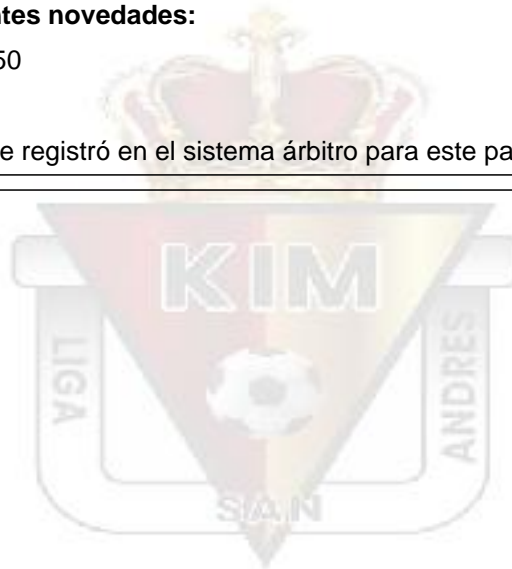 ntes novedades:
50
e registró en el sistema árbitro para este pa
KIM
LIGA
ANDRES
SAN